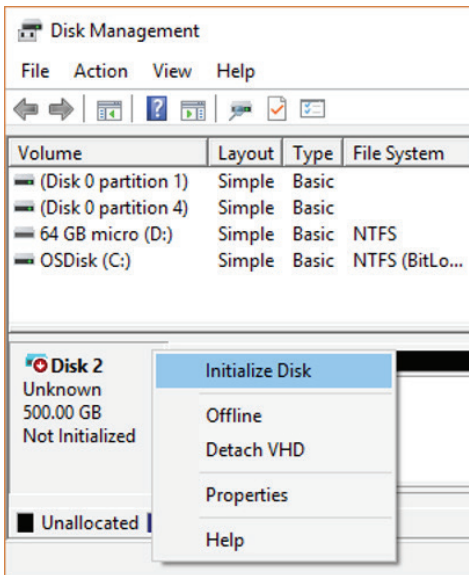 Disk Management
File Action View Help
Volume Layout Type File System
(Disk 0 partition 1) Simple Basic
(Disk 0 partition 4) Simple Basic
64 GB micro (D:) Simple Basic NTFS
OSDisk (C:) Simple Basic NTFS (BitLo...
Disk 2
Unknown
500.00 GB
Not Initialized
Initialize Disk
Offline
Detach VHD
Properties
Help
Unallocated